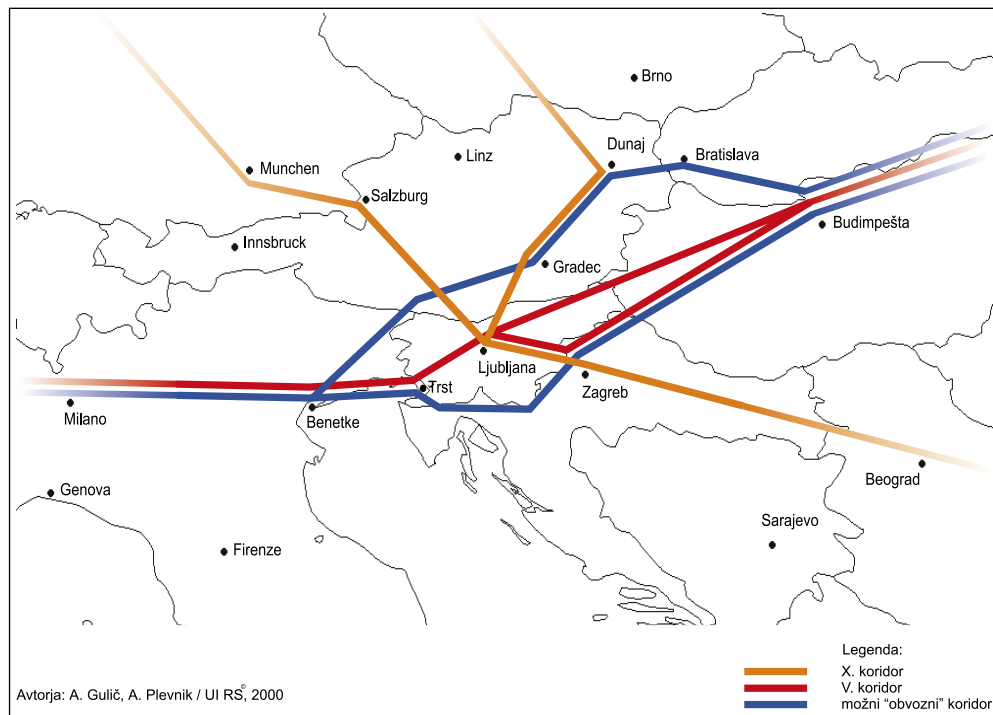 Brno
Dunaj
Linz
Bratislava
Munchen
Salzburg
Budimpešta
Innsbruck
Gradec
Ljubljana
Trst
Zagreb
Milano
Benetke
Beograd
Genova
Sarajevo
Firenze
Legenda:
X. koridor
V. koridor
možni “obvozni” koridor
Avtorja: A. Gulič, A. Plevnik / UI RS©, 2000